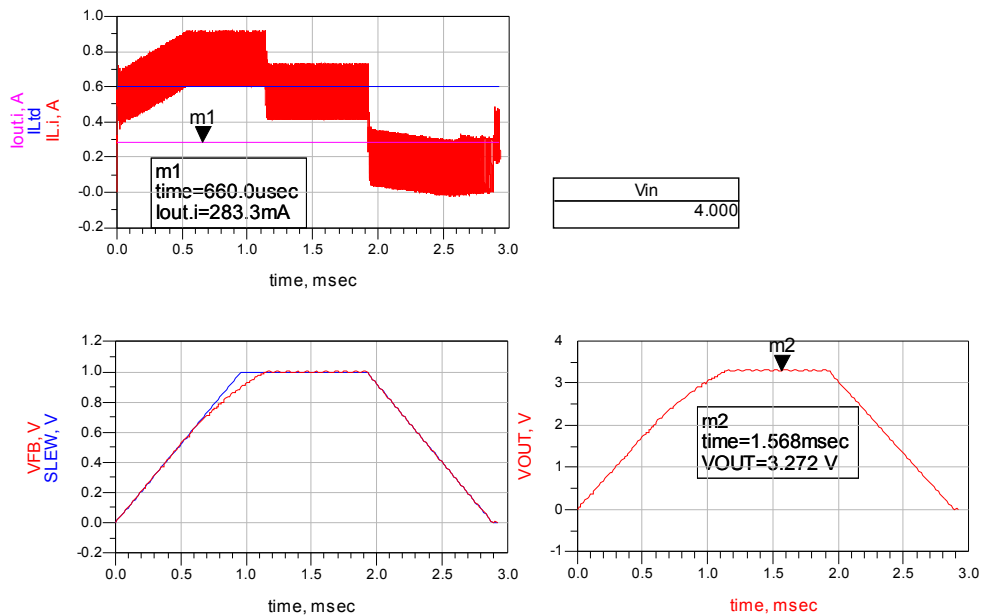 1.0
0.8
0.6
0.4
0.2
-0.0
-0.2
Iout.i, A
ILtd
IL.i, A
m1
m1
time=660.0usec
Iout.i=283.3mA
0.0 0.5 1.0 1.5 2.0 2.5 3.0
time, msec
Vin
4.000
1.2
1.0
0.8
0.6
0.4
0.2
0.0
-0.2
VFB, V
SLEW, V
0.0 0.5 1.0 1.5 2.0 2.5 3.0
time, msec
4
3
2
1
0
-1
VOUT, V
m2
m2
time=1.568msec
VOUT=3.272 V
0.0 0.5 1.0 1.5 2.0 2.5 3.0
time, msec